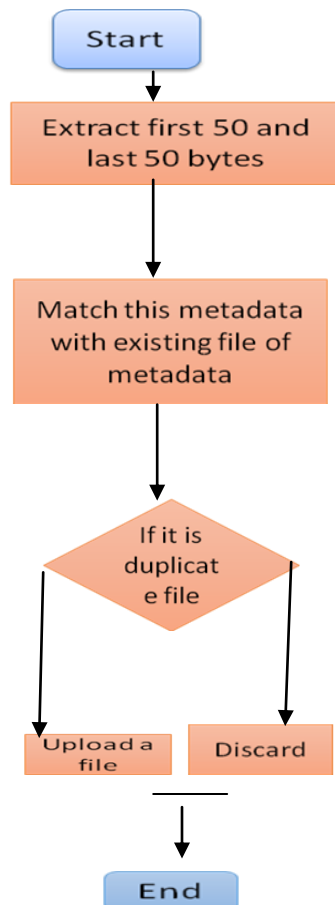 Start
Extract first 50 and
last 50 bytes
Match this metadata
with existing file of
metadata
If it is
duplicat
e file
Upload a
file
Discard
End